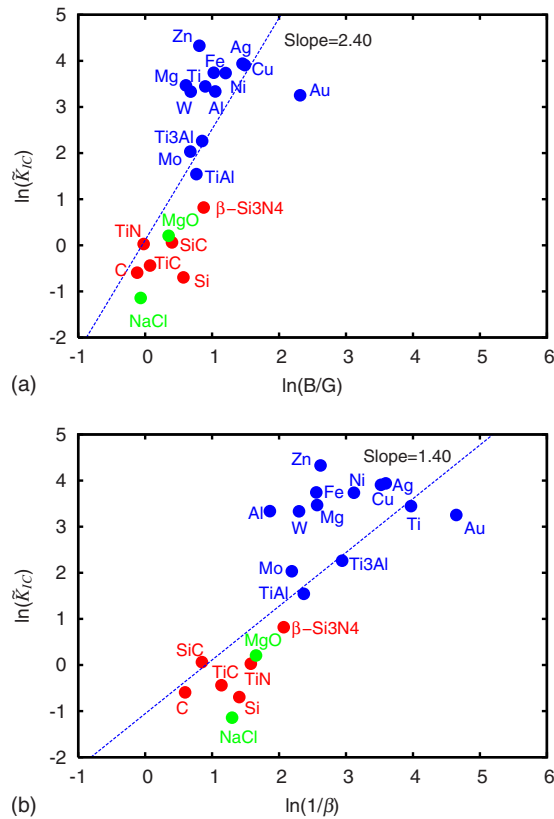 5
4
3
2
1
0
-1
-2
-1 0 1 2 3 4 5 6
ln(K̃IC)
ln(B/G)
Slope=2.40
Zn
Ag
Fe
Cu
Mg
Ti
Ni
Au
W
Al
Ti3Al
Mo
TiAl
β-Si3N4
MgO
TiN
SiC
C
TiC
Si
NaCl
(a)
5
4
3
2
1
0
-1
-2
-1 0 1 2 3 4 5 6
ln(K̃IC)
ln(1/β)
Slope=1.40
Zn
Ni
Ag
Fe
Cu
Al
W
Mg
Ti
Au
Mo
Ti3Al
TiAl
β-Si3N4
MgO
SiC
TiC
TiN
C
Si
NaCl
(b)